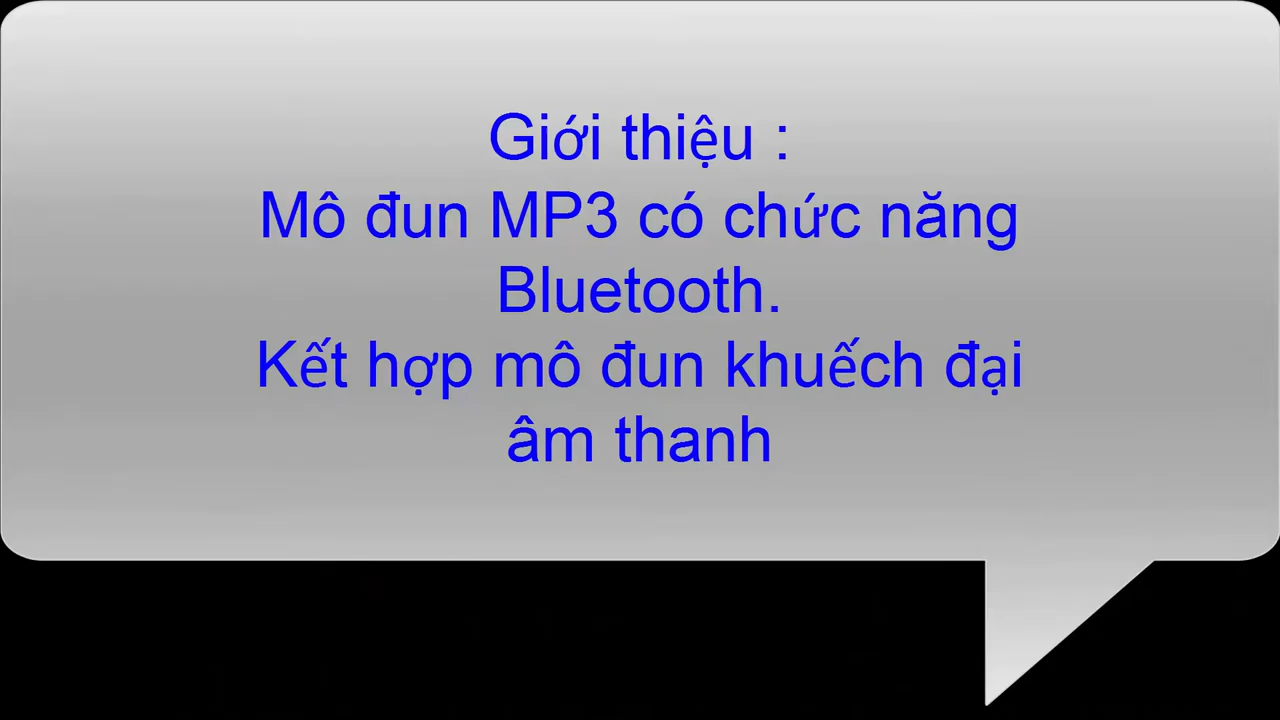 Giới thiệu :
Mô đun MP3 có chức năng
Bluetooth.
Kết hợp mô đun khuếch đại
âm thanh